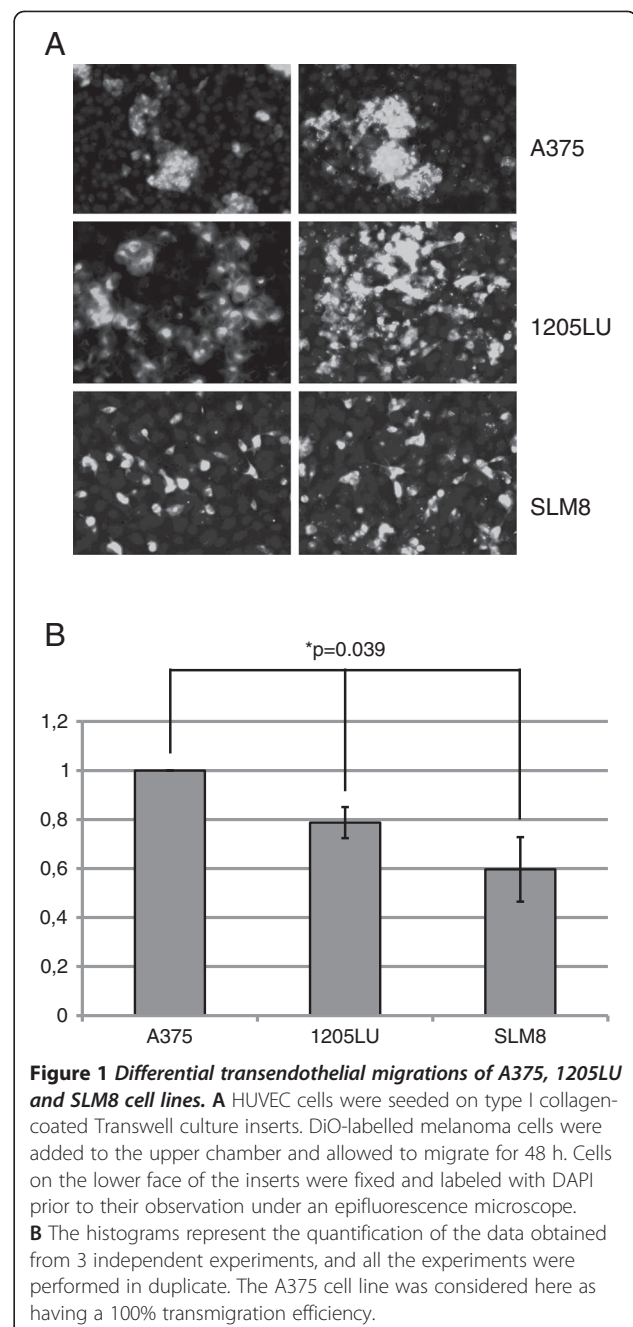 A
A375
1205LU
SLM8
B
*p=0.039
1,2
1
0,8
0,6
0,4
0,2
0
A375 1205LU SLM8
Figure 1 Differential transendothelial migrations of A375, 1205LU
and SLM8 cell lines. A HUVEC cells were seeded on type I collagen-
coated Transwell culture inserts. DiO-labelled melanoma cells were
added to the upper chamber and allowed to migrate for 48 h. Cells
on the lower face of the inserts were fixed and labeled with DAPI
prior to their observation under an epifluorescence microscope.
B The histograms represent the quantification of the data obtained
from 3 independent experiments, and all the experiments were
performed in duplicate. The A375 cell line was considered here as
having a 100% transmigration efficiency.